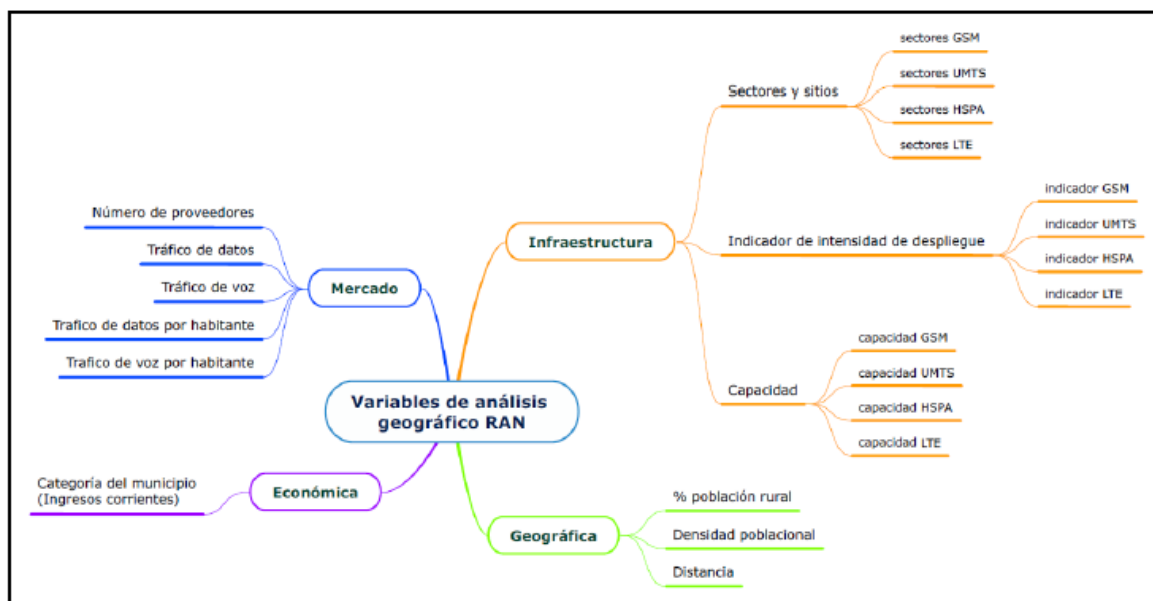 Variables de análisis
geográfico RAN
Infraestructura
Sectores y sitios
sectores GSM
sectores UMTS
sectores HSPA
sectores LTE
Indicador de intensidad de despliegue
indicador GSM
indicador UMTS
indicador HSPA
indicador LTE
Capacidad
capacidad GSM
capacidad UMTS
capacidad HSPA
capacidad LTE
Mercado
Número de proveedores
Tráfico de datos
Tráfico de voz
Trafico de datos por habitante
Trafico de voz por habitante
Económica
Categoría del municipio
(Ingresos corrientes)
Geográfica
% población rural
Densidad poblacional
Distancia